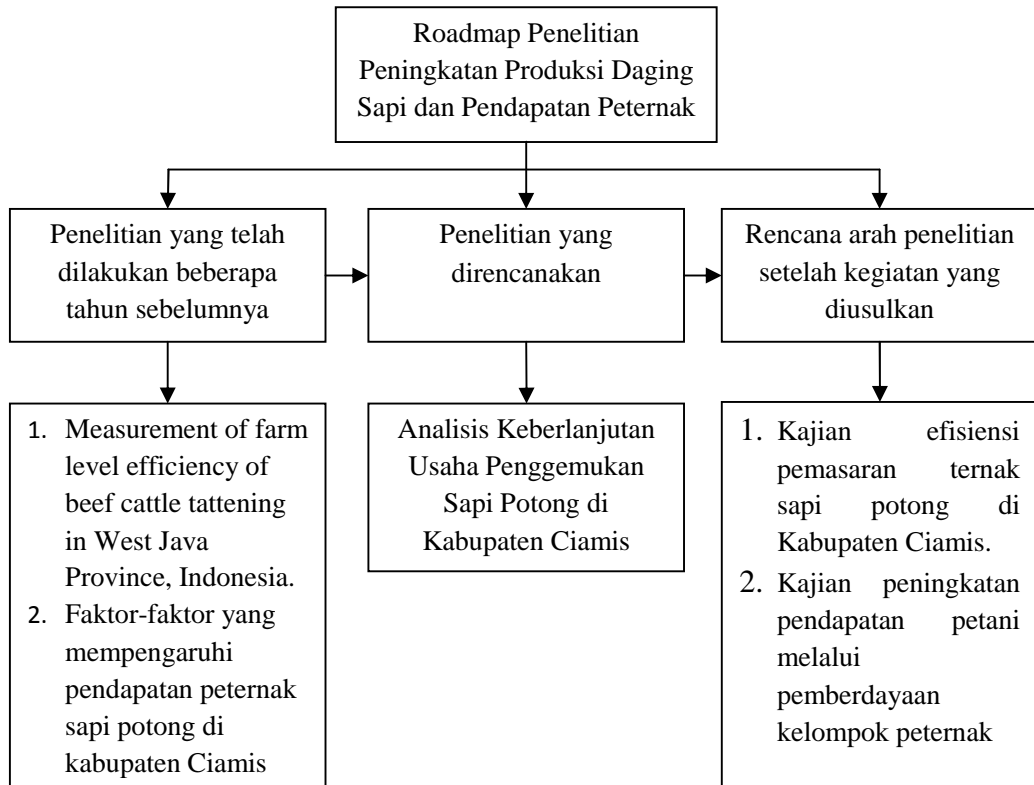 Roadmap Penelitian
Peningkatan Produksi Daging
Sapi dan Pendapatan Peternak
Penelitian yang telah
dilakukan beberapa
tahun sebelumnya
Penelitian yang
direncanakan
Rencana arah penelitian
setelah kegiatan yang
diusulkan
1. Measurement of farm
level efficiency of
beef cattle tattening
in West Java
Province, Indonesia.
2. Faktor-faktor yang
mempengaruhi
pendapatan peternak
sapi potong di
kabupaten Ciamis
Analisis Keberlanjutan
Usaha Penggemukan
Sapi Potong di
Kabupaten Ciamis
1. Kajian efisiensi
pemasaran ternak
sapi potong di
Kabupaten Ciamis.
2. Kajian peningkatan
pendapatan petani
melalui
pemberdayaan
kelompok peternak